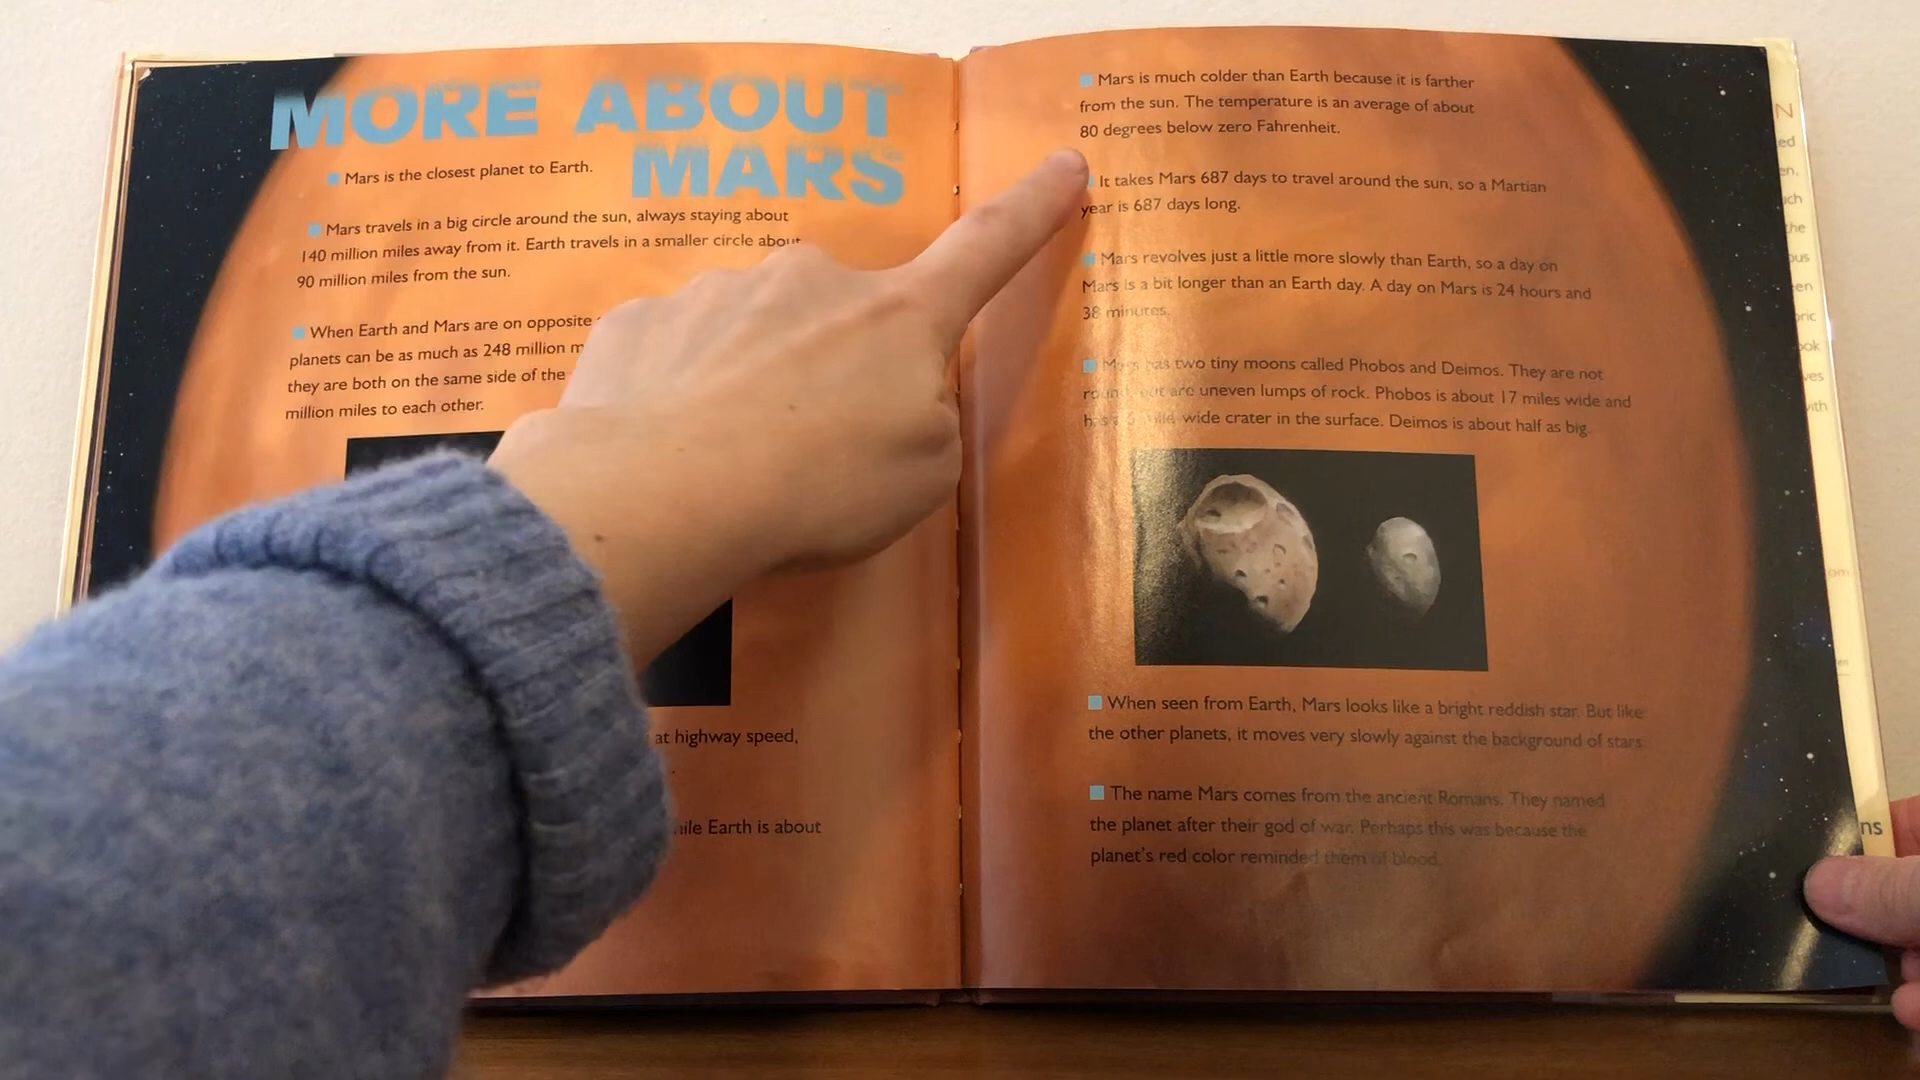 MORE ABOUT
MARS
Mars is the closest planet to Earth.
Mars travels in a big circle around the sun, always staying about
140 million miles away from it. Earth travels in a smaller circle about
90 million miles from the sun.
When Earth and Mars are on opposite
planets can be as much as 248 million
they are both on the same side of the
million miles to each other.
at highway speed,
Earth is about
Mars is much colder than Earth because it is farther
from the sun. The temperature is an average of about
80 degrees below zero Fahrenheit.
It takes Mars 687 days to travel around the sun, so a Martian
year is 687 days long.
Mars revolves just a little more slowly than Earth, so a day on
Mars is a bit longer than an Earth day. A day on Mars is 24 hours and
38 minutes.
Mars has two tiny moons called Phobos and Deimos. They are not
round, but are uneven lumps of rock. Phobos is about 17 miles wide and
wide crater in the surface. Deimos is about half as big.
When seen from Earth, Mars looks like a bright reddish star. But like
the other planets, it moves very slowly against the background of stars.
The name Mars comes from the ancient Romans. They named
the planet after their god of war. Perhaps this was because the
planet's red color reminded them of blood.